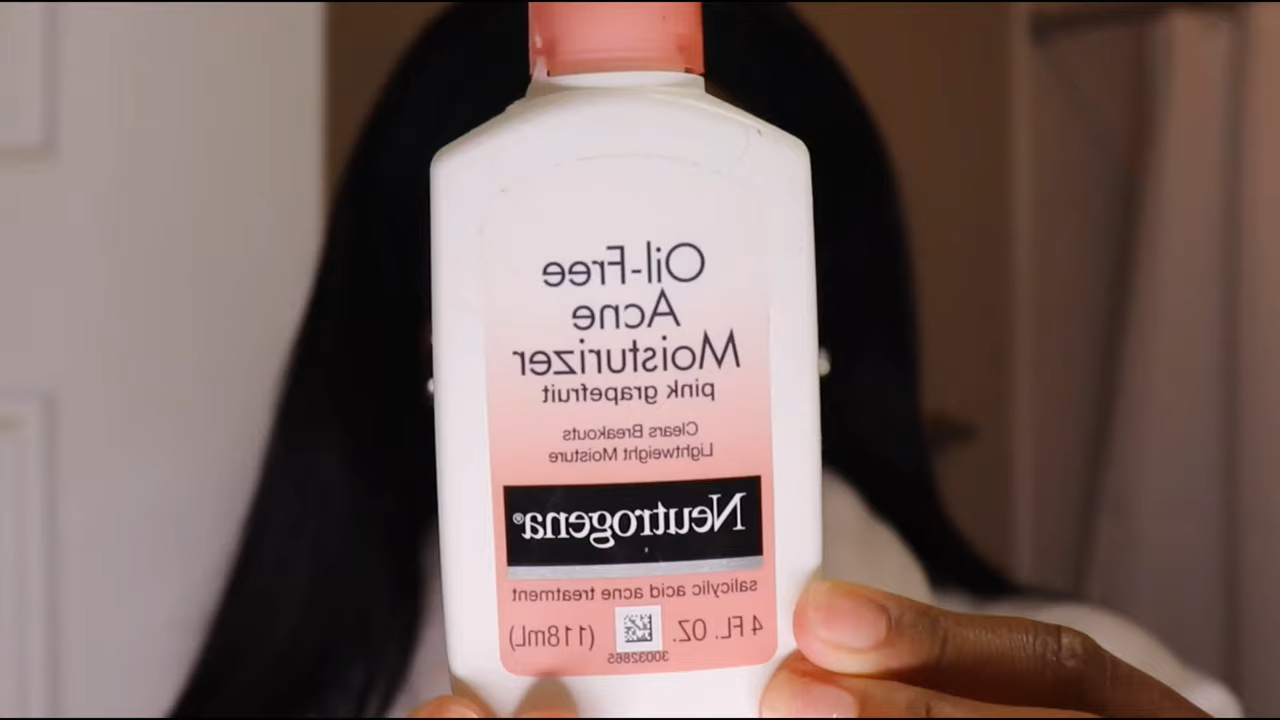 Oil-Free
Acne
Moisturizer
pink grapefruit
Clears Breakouts
Lightweight Moisture
Neutrogena®
salicylic acid acne treatment
4 FL. OZ. (118mL)
30032865